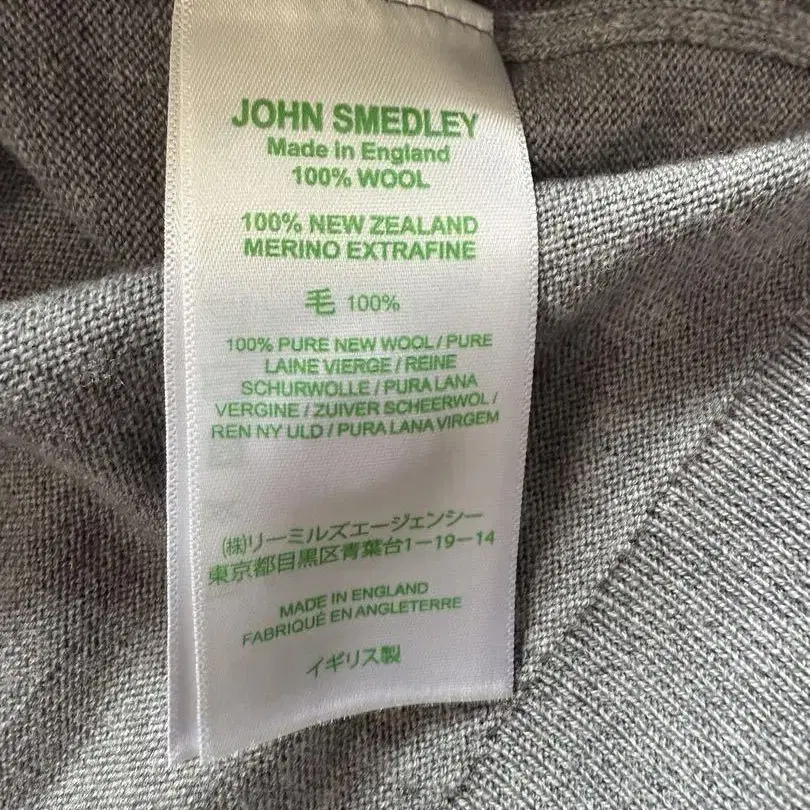 JOHN SMEDLEY
Made in England
100% WOOL
100% NEW ZEALAND
MERINO EXTRAFINE
毛 100%
100% PURE NEW WOOL / PURE
LAINE VIERGE / REINE
SCHURWOLLE / PURA LANA
VERGINE / ZUIVER SCHEERWOL /
REN NY ULD / PURA LANA VIRGEM
(株)リーミルズエージェンシー
東京都目黒区青葉台1-19-14
MADE IN ENGLAND
FABRIQUÉ EN ANGLETERRE
イギリス製